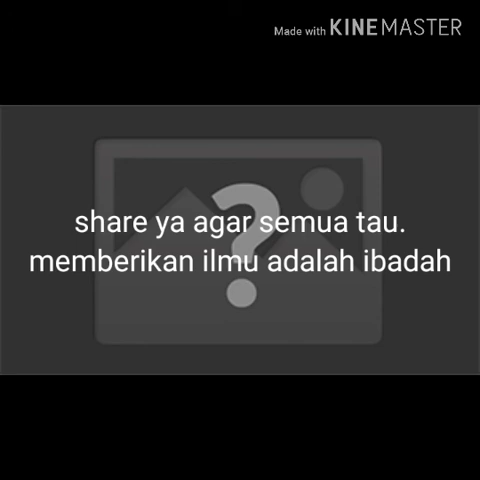 Made with KINEMASTER
share ya agar semua tau.
memberikan ilmu adalah ibadah